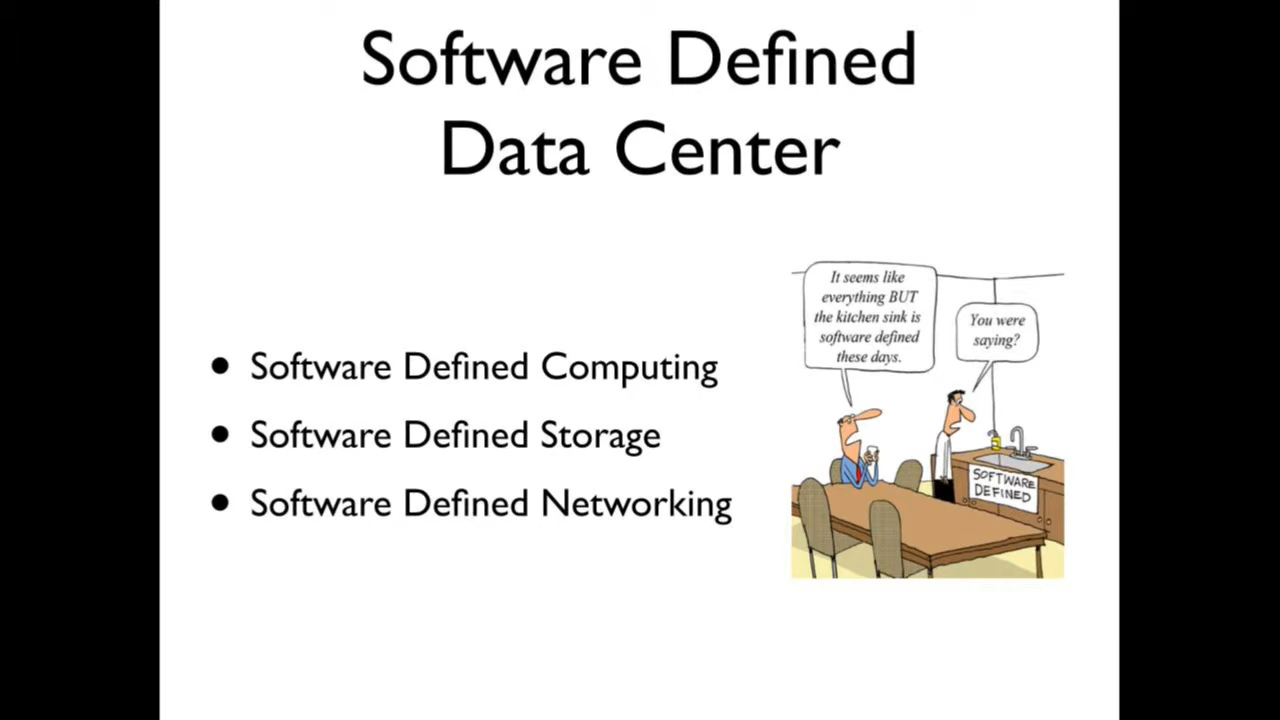 Software Defined
Data Center
• Software Defined Computing
• Software Defined Storage
• Software Defined Networking
It seems like
everything BUT
the kitchen sink is
software defined
these days.
You were
saying?
SOFTWARE
DEFINED